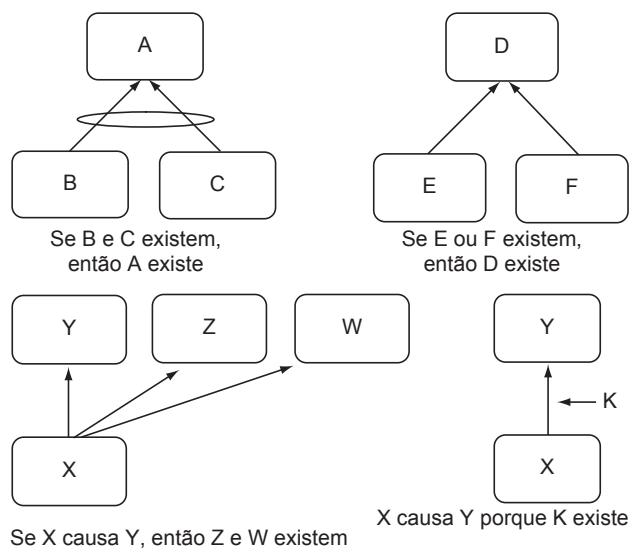 A
D
B
C
E
F
Se B e C existem,
então A existe
Se E ou F existem,
então D existe
Y
Z
W
Y
K
X
X
Se X causa Y, então Z e W existem
X causa Y porque K existe